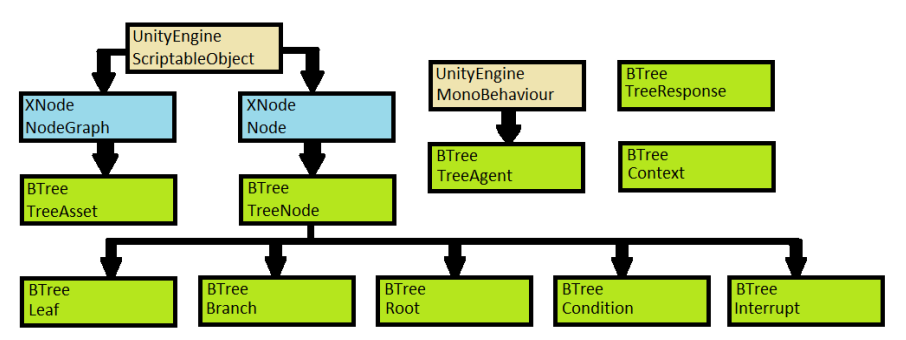 UnityEngine
ScriptableObject
XNode
NodeGraph
XNode
Node
UnityEngine
MonoBehaviour
BTree
TreeResponse
BTree
TreeAsset
BTree
TreeNode
BTree
TreeAgent
BTree
Context
BTree
Leaf
BTree
Branch
BTree
Root
BTree
Condition
BTree
Interrupt